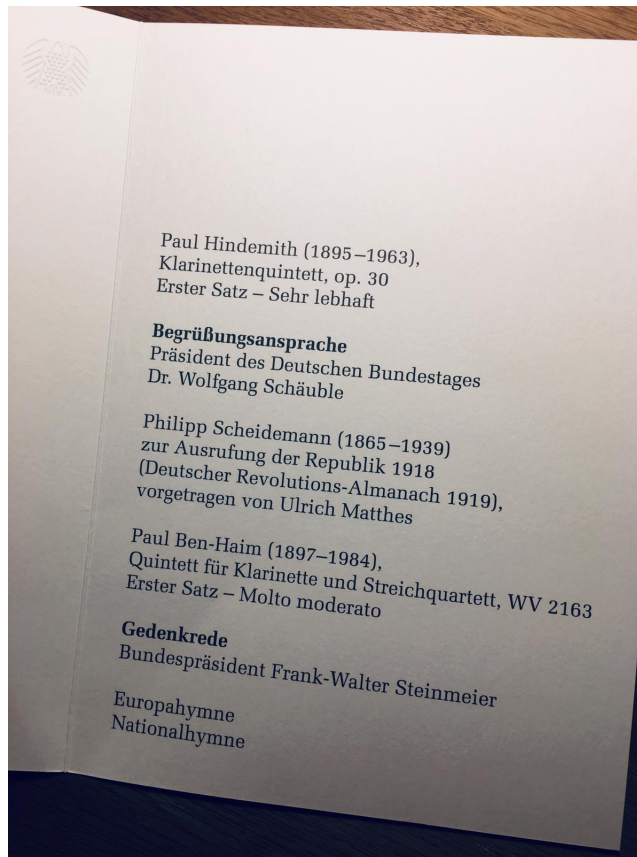 Paul Hindemith (1895–1963),
Klarinettenquintett, op. 30
Erster Satz – Sehr lebhaft
Begrüßungsansprache
Präsident des Deutschen Bundestages
Dr. Wolfgang Schäuble
Philipp Scheidemann (1865–1939)
zur Ausrufung der Republik 1918
(Deutscher Revolutions-Almanach 1919),
vorgetragen von Ulrich Matthes
Paul Ben-Haim (1897–1984),
Quintett für Klarinette und Streichquartett, WV 2163
Erster Satz – Molto moderato
Gedenkrede
Bundespräsident Frank-Walter Steinmeier
Europahymne
Nationalhymne